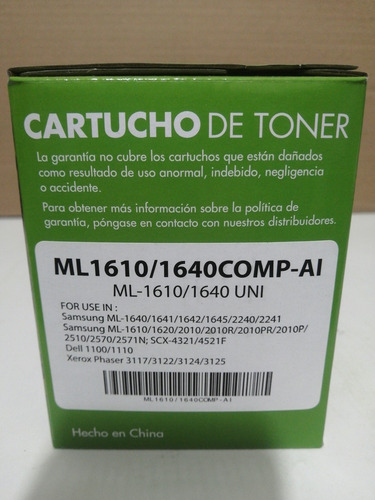 CARTUCHO DE TONER
La garantía no cubre los cartuchos que están dañados
como resultado de uso anormal, indebido, negligencia
o accidente.
Para obtener más información sobre la política de
garantía, póngase en contacto con nuestros distribuidores.
ML1610/1640COMP-AI
ML-1610/1640 UNI
FOR USE IN :
Samsung ML-1640/1641/1642/1645/2240/2241
Samsung ML-1610/1620/2010/2010R/2010PR/2010P/
2510/2570/2571N; SCX-4321/4521F
Dell 1100/1110
Xerox Phaser 3117/3122/3124/3125
ML1610/1640COMP-AI
Hecho en China